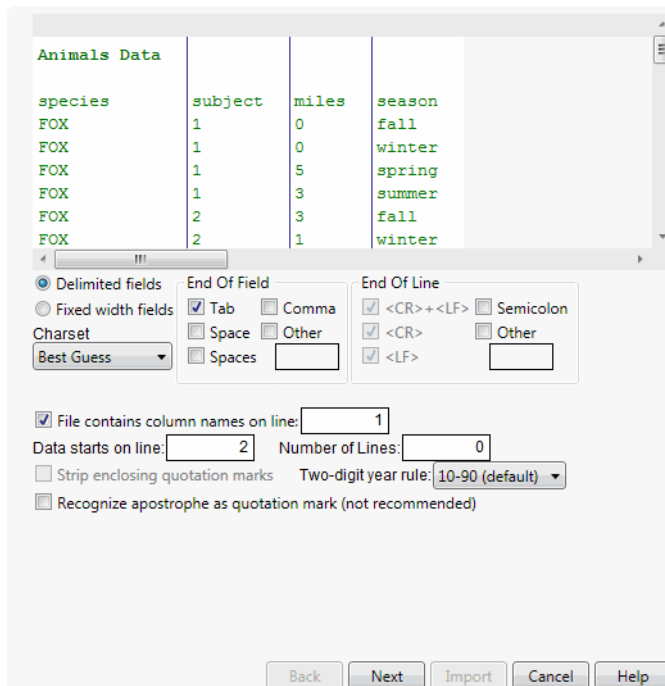 Animals Data
species subject miles season
FOX 1 0 fall
FOX 1 0 winter
FOX 1 5 spring
FOX 1 3 summer
FOX 2 3 fall
FOX 2 1 winter
Delimited fields End Of Field End Of Line
Tab Comma <CR>+<LF> Semicolon
Fixed width fields
Space Other <CR> Other
Charset
Best Guess Spaces <LF>
File contains column names on line: 1
Data starts on line: 2 Number of Lines: 0
Strip enclosing quotation marks Two-digit year rule: 10-90 (default)
Recognize apostrophe as quotation mark (not recommended)
Back Next Import Cancel Help